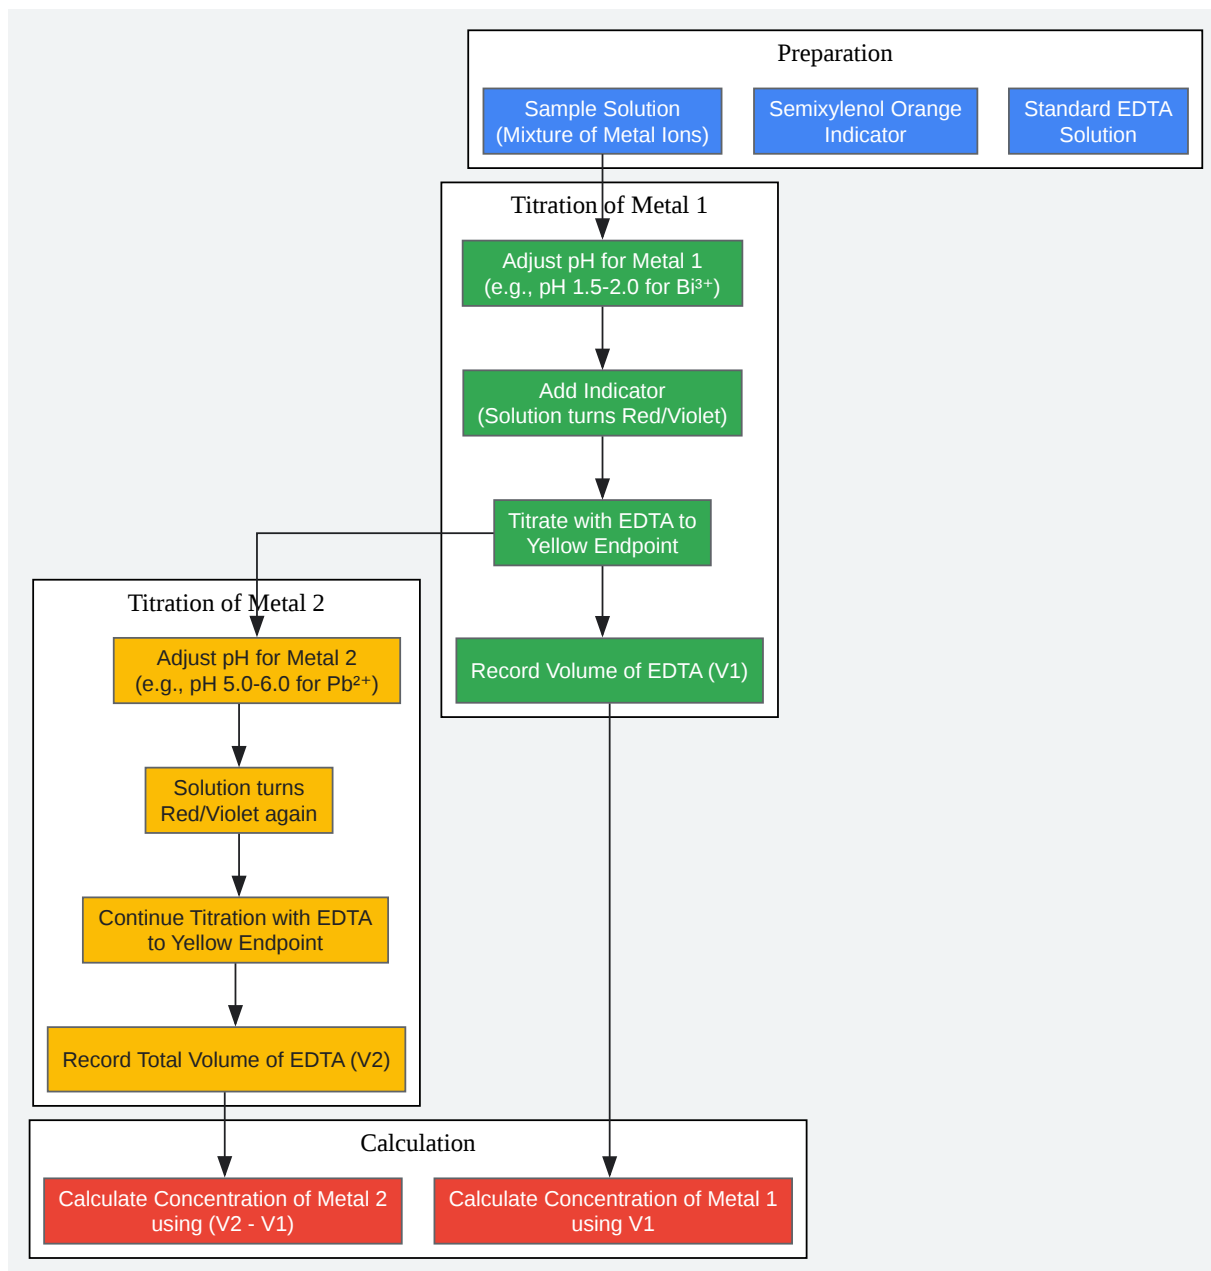 Preparation
Sample Solution
(Mixture of Metal Ions)
Semixylenol Orange
Indicator
Standard EDTA
Solution
Titration of Metal 1
Adjust pH for Metal 1
(e.g., pH 1.5-2.0 for Bi³⁺)
Add Indicator
(Solution turns Red/Violet)
Titrate with EDTA to
Yellow Endpoint
Record Volume of EDTA (V1)
Titration of Metal 2
Adjust pH for Metal 2
(e.g., pH 5.0-6.0 for Pb²⁺)
Solution turns
Red/Violet again
Continue Titration with EDTA
to Yellow Endpoint
Record Total Volume of EDTA (V2)
Calculation
Calculate Concentration of Metal 2
using (V2 - V1)
Calculate Concentration of Metal 1
using V1